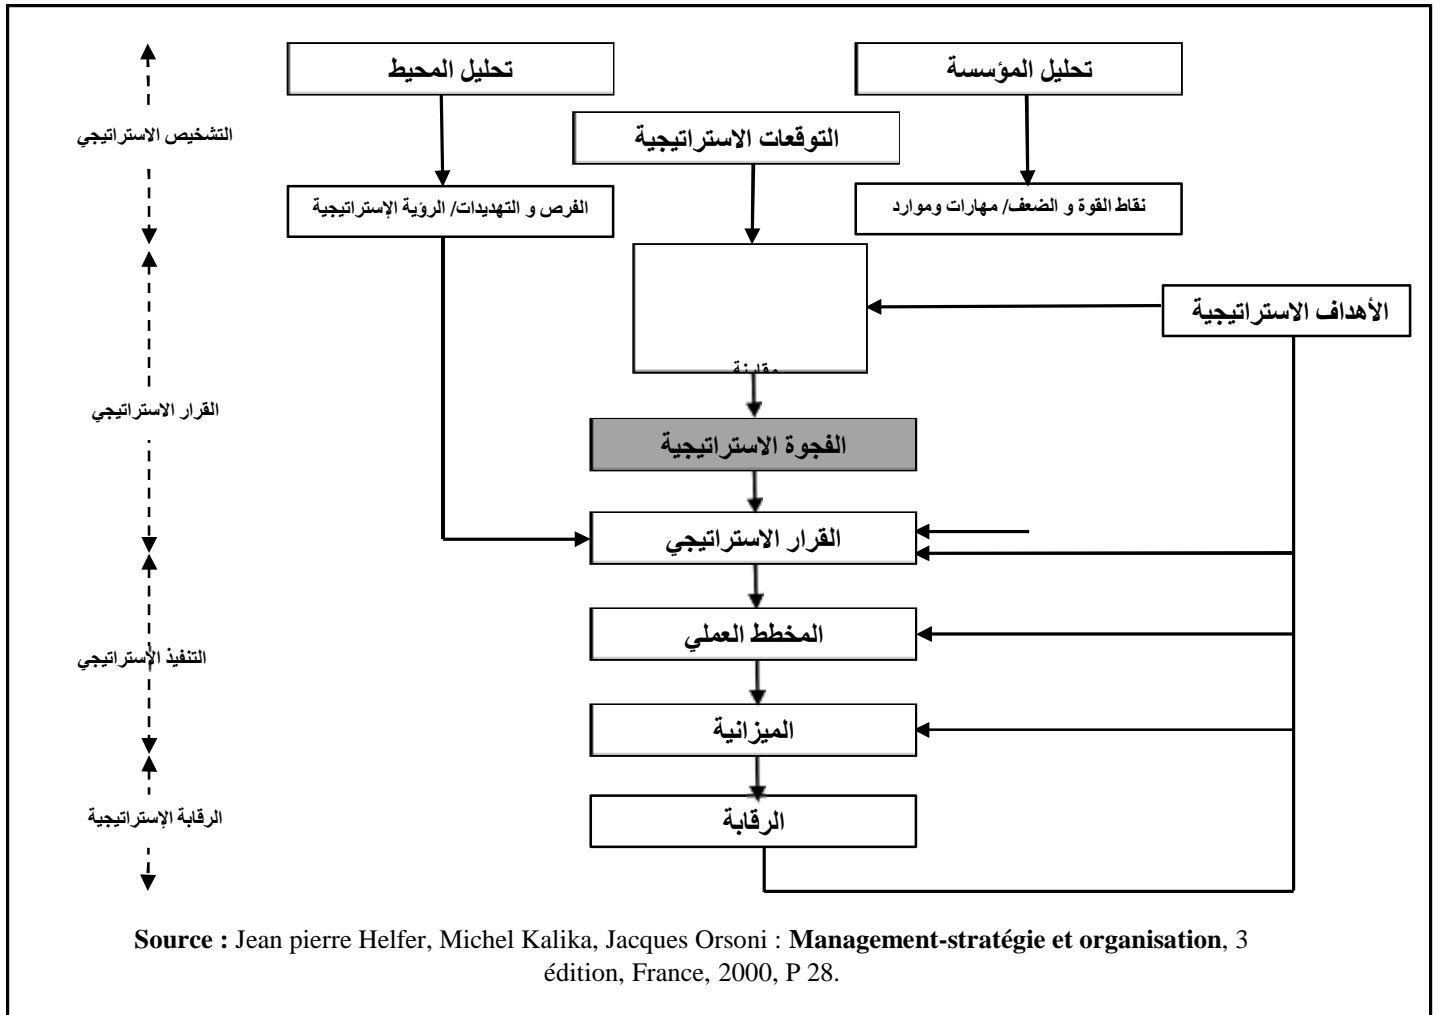 تحليل المحيط
تحليل المؤسسة
التشخيص الاستراتيجي
التوقعات الاستراتيجية
الفرص و التهديدات/ الرؤية الإستراتيجية
نقاط القوة و الضعف/ مهارات وموارد
الأهداف الاستراتيجية
مقارنة
القرار الاستراتيجي
الفجوة الاستراتيجية
القرار الاستراتيجي
المخطط العملي
التنفيذ الاستراتيجي
الميزانية
الرقابة الإستراتيجية
الرقابة
Source : Jean pierre Helfer, Michel Kalika, Jacques Orsoni : Management-stratégie et organisation, 3
édition, France, 2000, P 28.